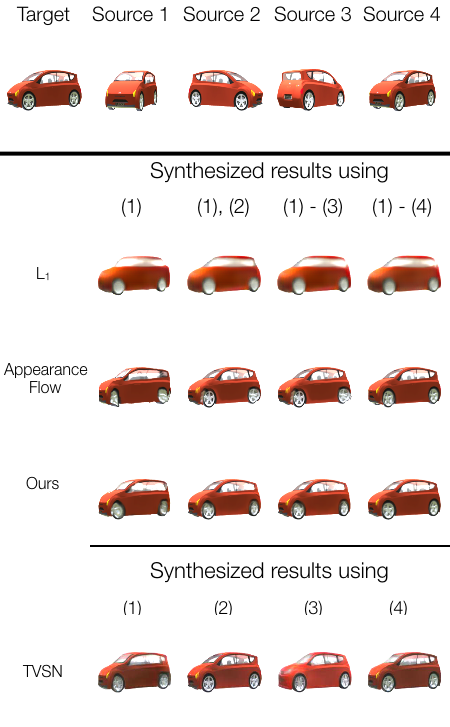 Target Source 1 Source 2 Source 3 Source 4
Synthesized results using
(1) (1), (2) (1) - (3) (1) - (4)
L₁
Appearance
Flow
Ours
Synthesized results using
(1) (2) (3) (4)
TVSN